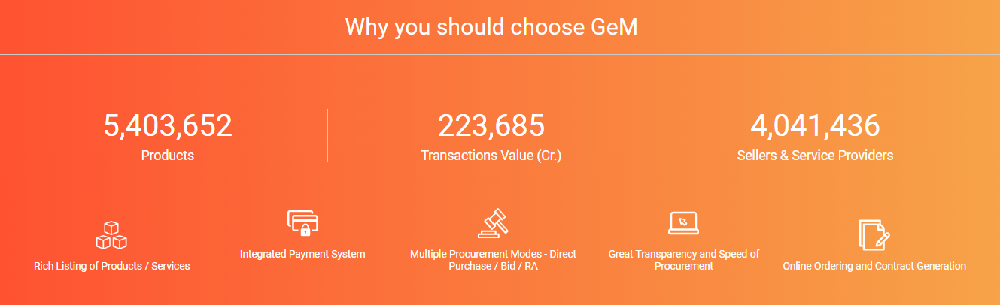 Why you should choose GeM
5,403,652
Products
223,685
Transactions Value (Cr.)
4,041,436
Sellers & Service Providers
Rich Listing of Products / Services
Integrated Payment System
Multiple Procurement Modes - Direct
Purchase / Bid / RA
Great Transparency and Speed of
Procurement
Online Ordering and Contract Generation